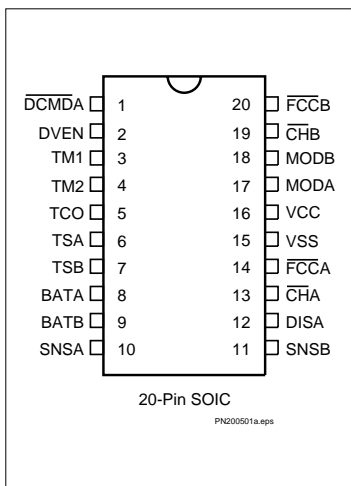 DCMDA 1 20 FCCB
DVEN 2 19 CHB
TM1 3 18 MODB
TM2 4 17 MODA
TCO 5 16 VCC
TSA 6 15 VSS
TSB 7 14 FCCA
BATA 8 13 CHA
BATB 9 12 DISA
SNSA 10 11 SNSB
20-Pin SOIC
PN200501a.eps